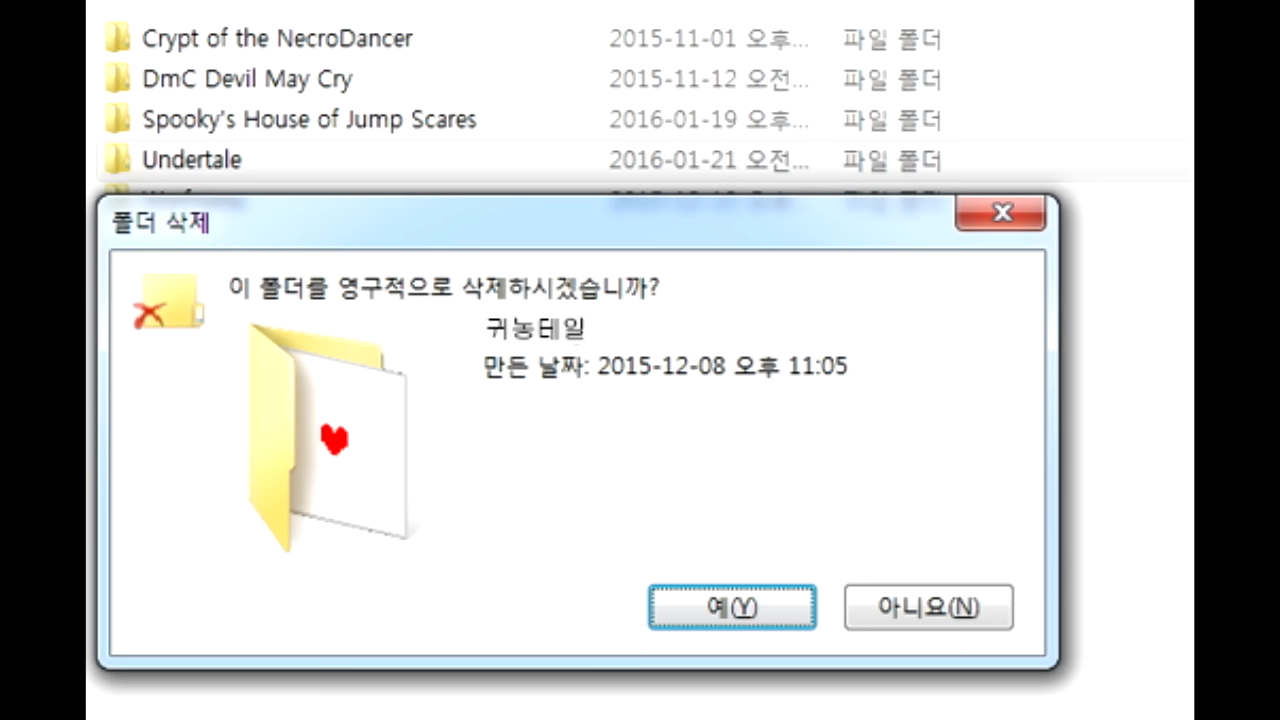 Crypt of the NecroDancer 2015-11-01 오후... 파일 폴더
DmC Devil May Cry 2015-11-12 오전... 파일 폴더
Spooky's House of Jump Scares 2016-01-19 오후... 파일 폴더
Undertale 2016-01-21 오전... 파일 폴더
폴더 삭제
이 폴더를 영구적으로 삭제하시겠습니까?
귀농테일
만든 날짜: 2015-12-08 오후 11:05
예(Y) 아니요(N)